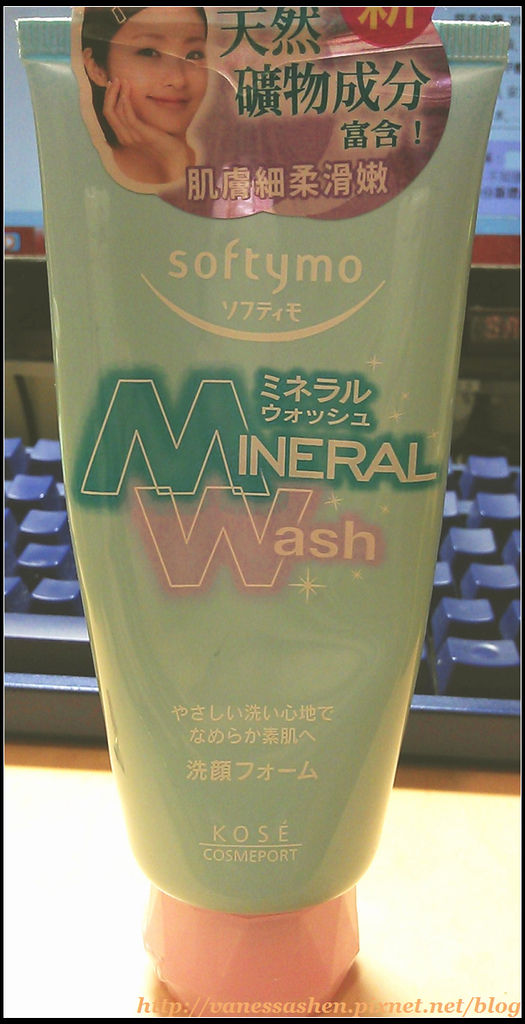 新
天然
礦物成分
富含！
肌膚細柔滑嫩
softymo
ソフティモ
ミネラル
ウォッシュ
MINERAL
Wash
やさしい洗い心地で
なめらか素肌へ
洗顔フォーム
KOSÉ
COSMEPORT
http://vanessashen.pixnet.net/blog